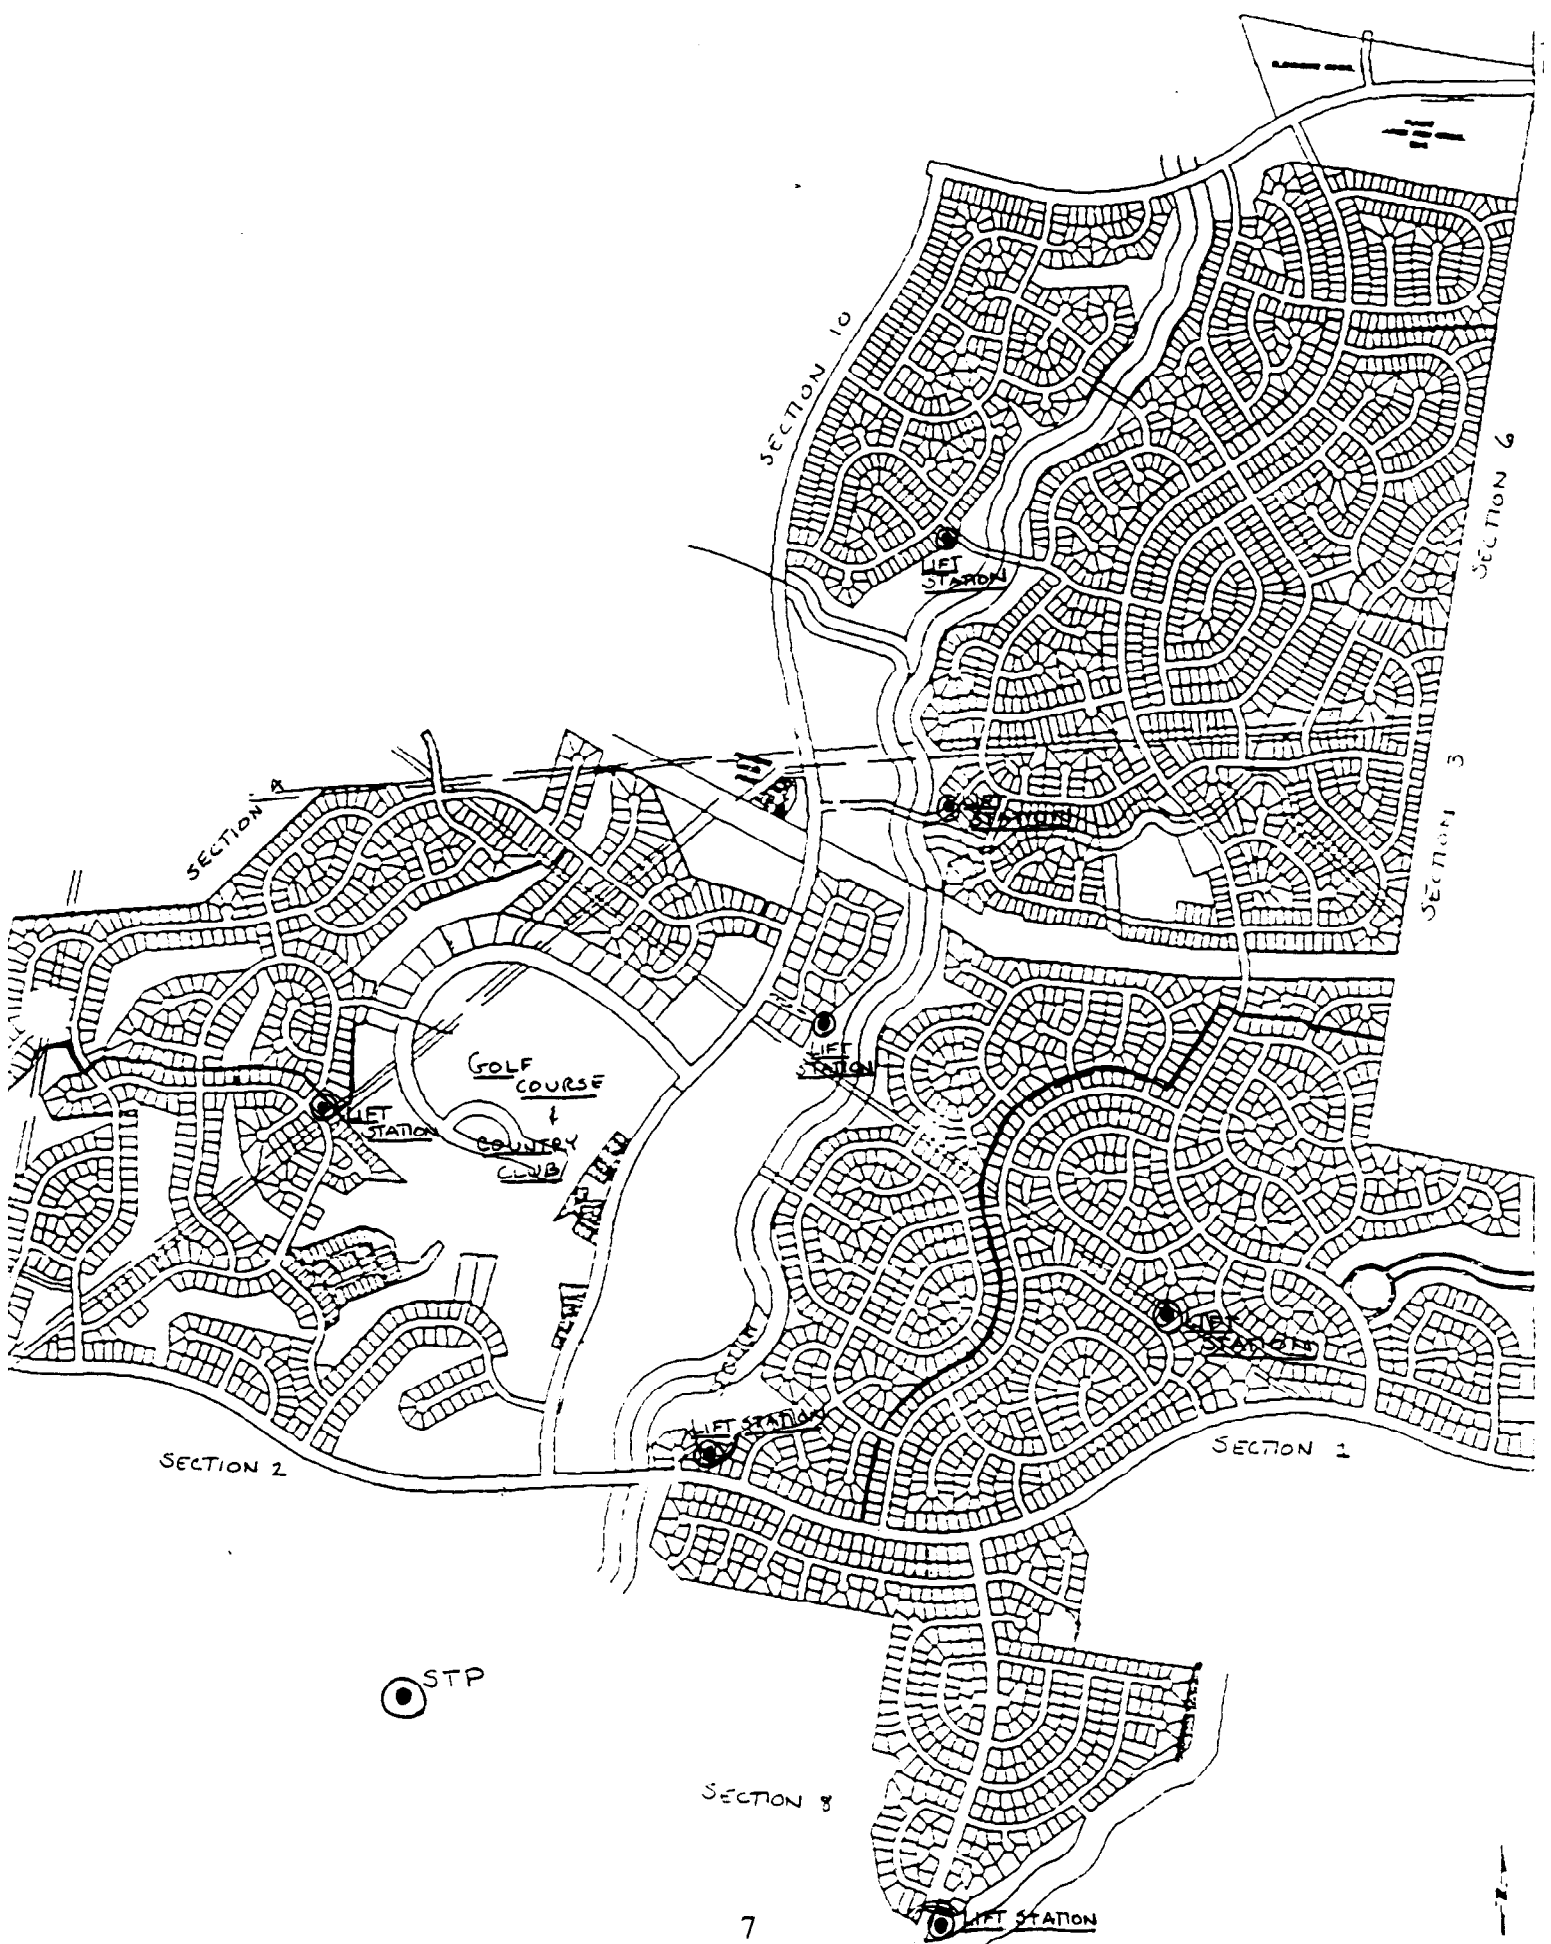 SECTION 10
SECTION 6
LIFT
STATION
SECTION 3
SECTION 4
LIFT
STATION
GOLF
COURSE
&
COUNTRY
CLUB
LIFT
STATION
LIFT
STATION
LIFT
STATION
LIFT STATION
SECTION 2
SECTION 1
STP
SECTION 8
LIFT STATION
7